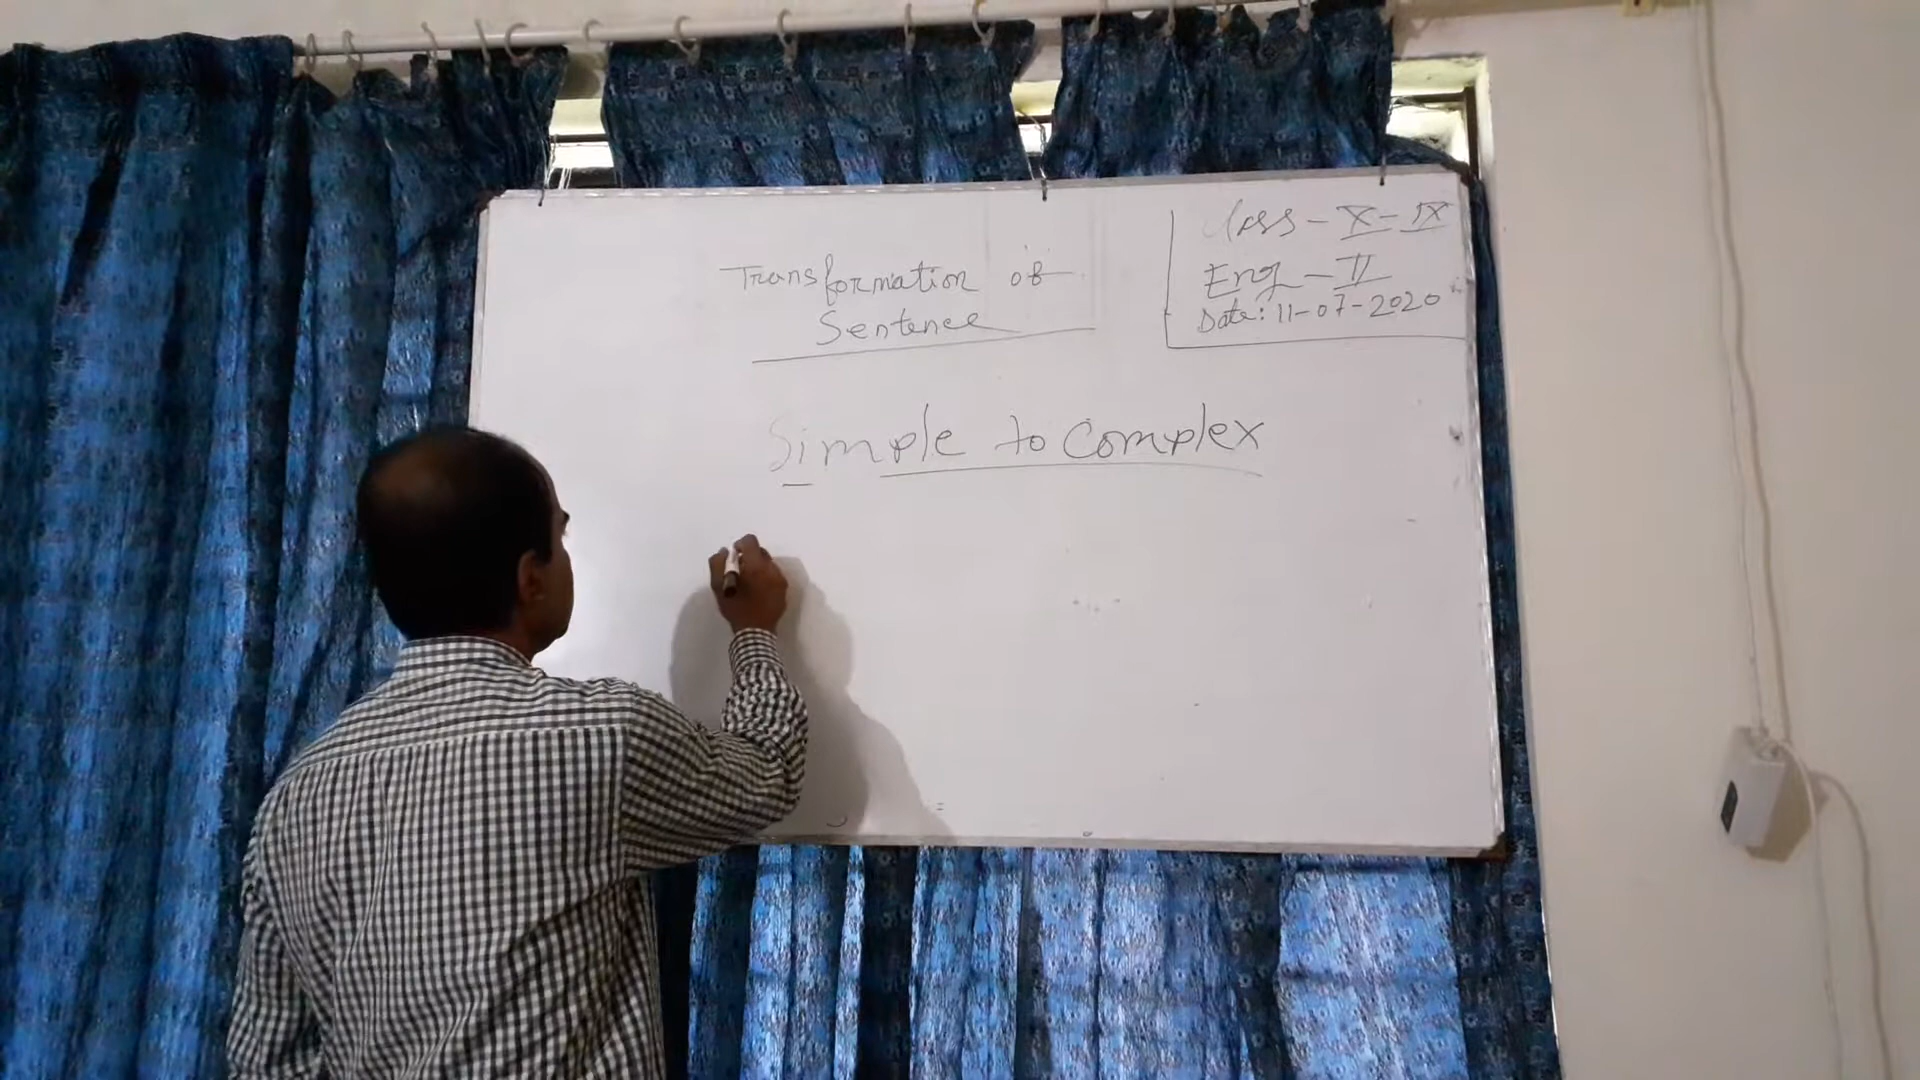 Transformation of
Sentence
Class - X - IX
Eng - II
Date: 11-07-2020
Simple to Complex